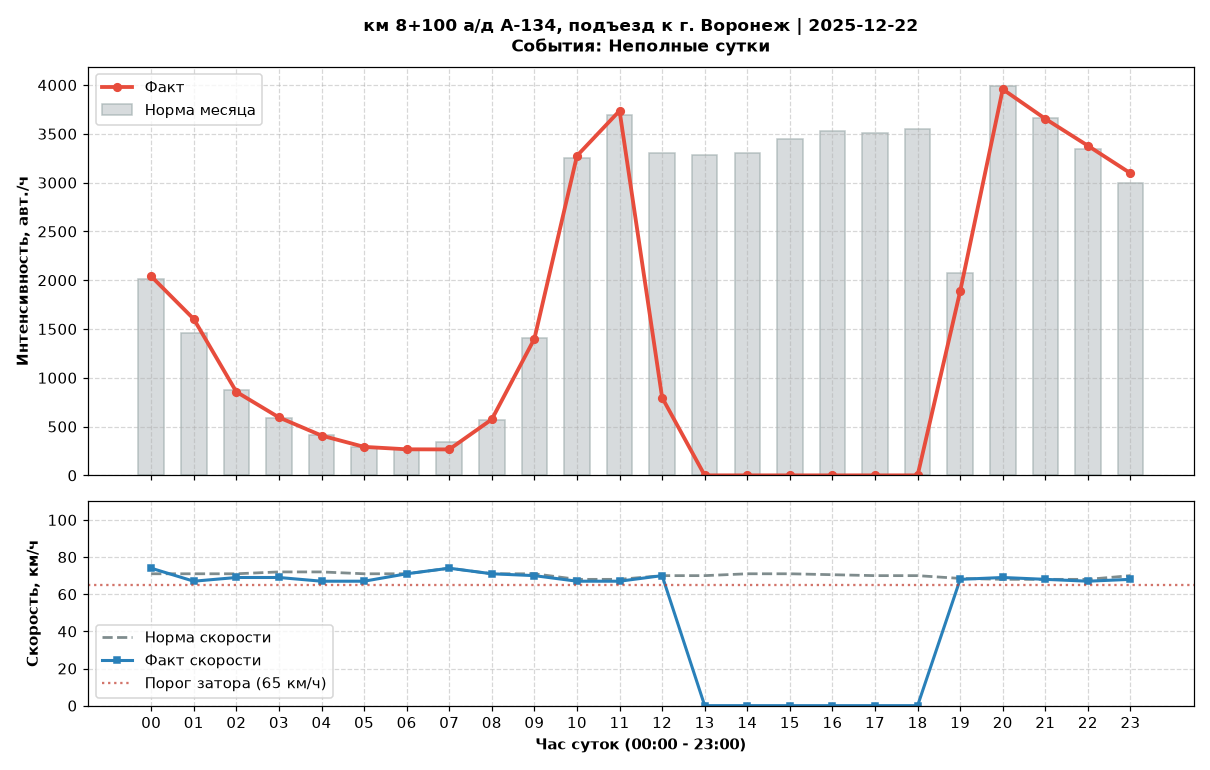 км 8+100 а/д А-134, подъезд к г. Воронеж | 2025-12-22
События: Неполные сутки
Интенсивность, авт./ч
4000
3500
3000
2500
2000
1500
1000
500
0
Факт
Норма месяца
Скорость, км/ч
100
80
60
40
20
0
Норма скорости
Факт скорости
Порог затора (65 км/ч)
00 01 02 03 04 05 06 07 08 09 10 11 12 13 14 15 16 17 18 19 20 21 22 23
Час суток (00:00 - 23:00)